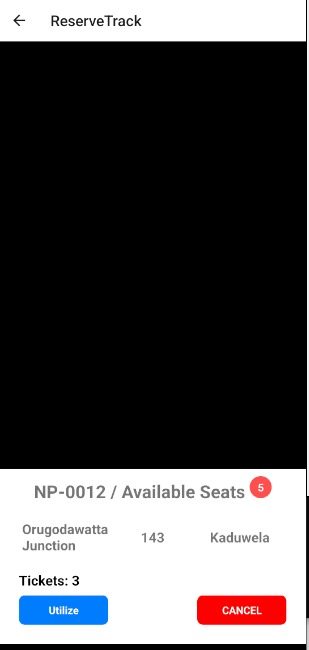 ReserveTrack
NP-0012 / Available Seats 5
Orugodawatta
Junction
143
Kaduwela
Tickets: 3
Utilize
CANCEL